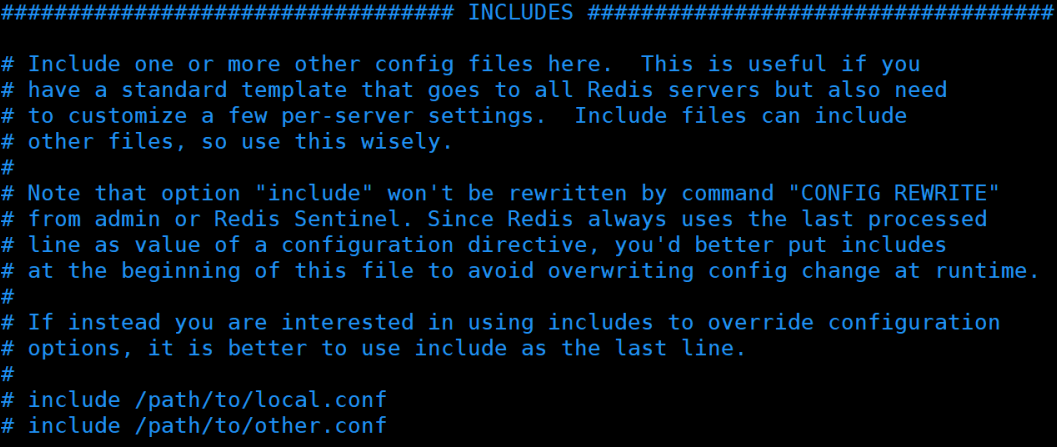 ################################## INCLUDES ###################################
# Include one or more other config files here.  This is useful if you
# have a standard template that goes to all Redis servers but also need
# to customize a few per-server settings.  Include files can include
# other files, so use this wisely.
#
# Note that option "include" won't be rewritten by command "CONFIG REWRITE"
# from admin or Redis Sentinel. Since Redis always uses the last processed
# line as value of a configuration directive, you'd better put includes
# at the beginning of this file to avoid overwriting config change at runtime.
#
# If instead you are interested in using includes to override configuration
# options, it is better to use include as the last line.
#
# include /path/to/local.conf
# include /path/to/other.conf